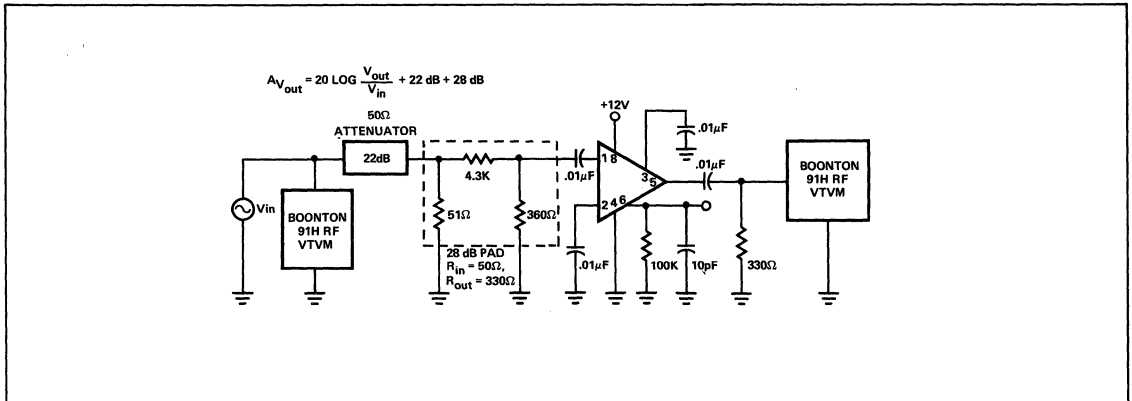 A_Vout = 20 LOG V_out/V_in + 22 dB + 28 dB
50Ω
ATTENUATOR
22dB
Vin
BOONTON
91H RF
VTVM
4.3K
51Ω
360Ω
28 dB PAD
R_in = 50Ω,
R_out = 330Ω
.01μF
.01μF
+12V
1 8
3 5
2 4 6
.01μF
.01μF
100K
10pF
330Ω
BOONTON
91H RF
VTVM